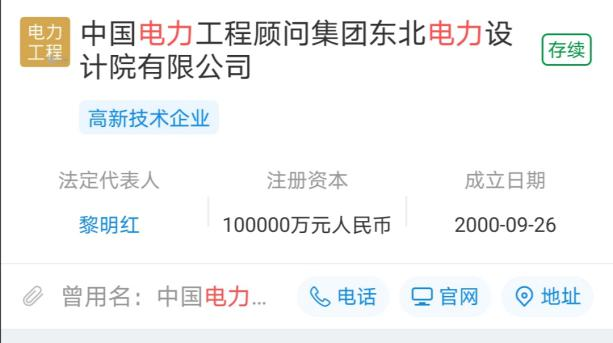 电力
工程
中国电力工程顾问集团东北电力设
计院有限公司
存续
高新技术企业
法定代表人 注册资本 成立日期
黎明红 100000万元人民币 2000-09-26
曾用名：中国电力... 电话 官网 地址